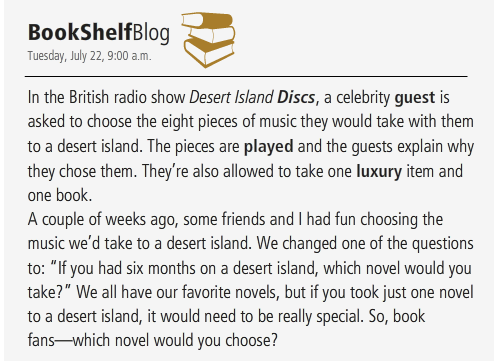 BookShelfBlog
Tuesday, July 22, 9:00 a.m.
In the British radio show Desert Island Discs, a celebrity guest is
asked to choose the eight pieces of music they would take with them
to a desert island. The pieces are played and the guests explain why
they chose them. They're also allowed to take one luxury item and
one book.
A couple of weeks ago, some friends and I had fun choosing the
music we'd take to a desert island. We changed one of the questions
to: “If you had six months on a desert island, which novel would you
take?” We all have our favorite novels, but if you took just one novel
to a desert island, it would need to be really special. So, book
fans—which novel would you choose?